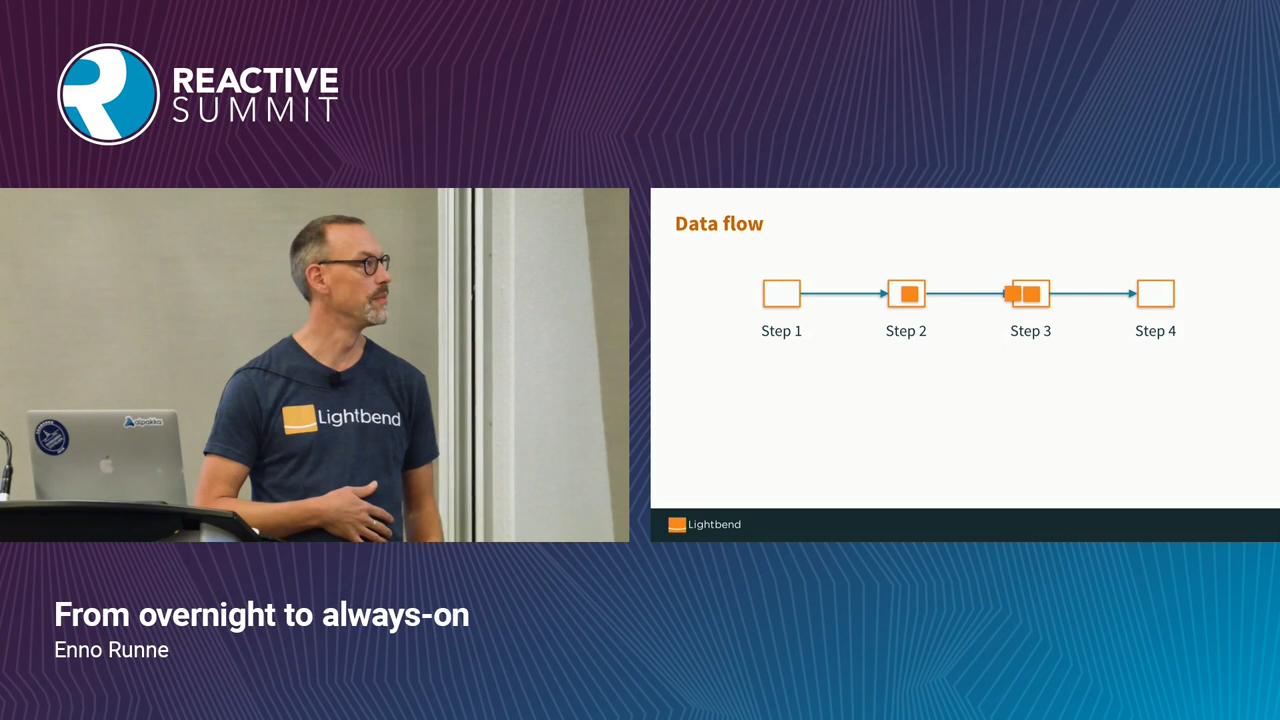 REACTIVE
SUMMIT
Data flow
Step 1
Step 2
Step 3
Step 4
alpakka
Lightbend
Lightbend
From overnight to always-on
Enno Runne